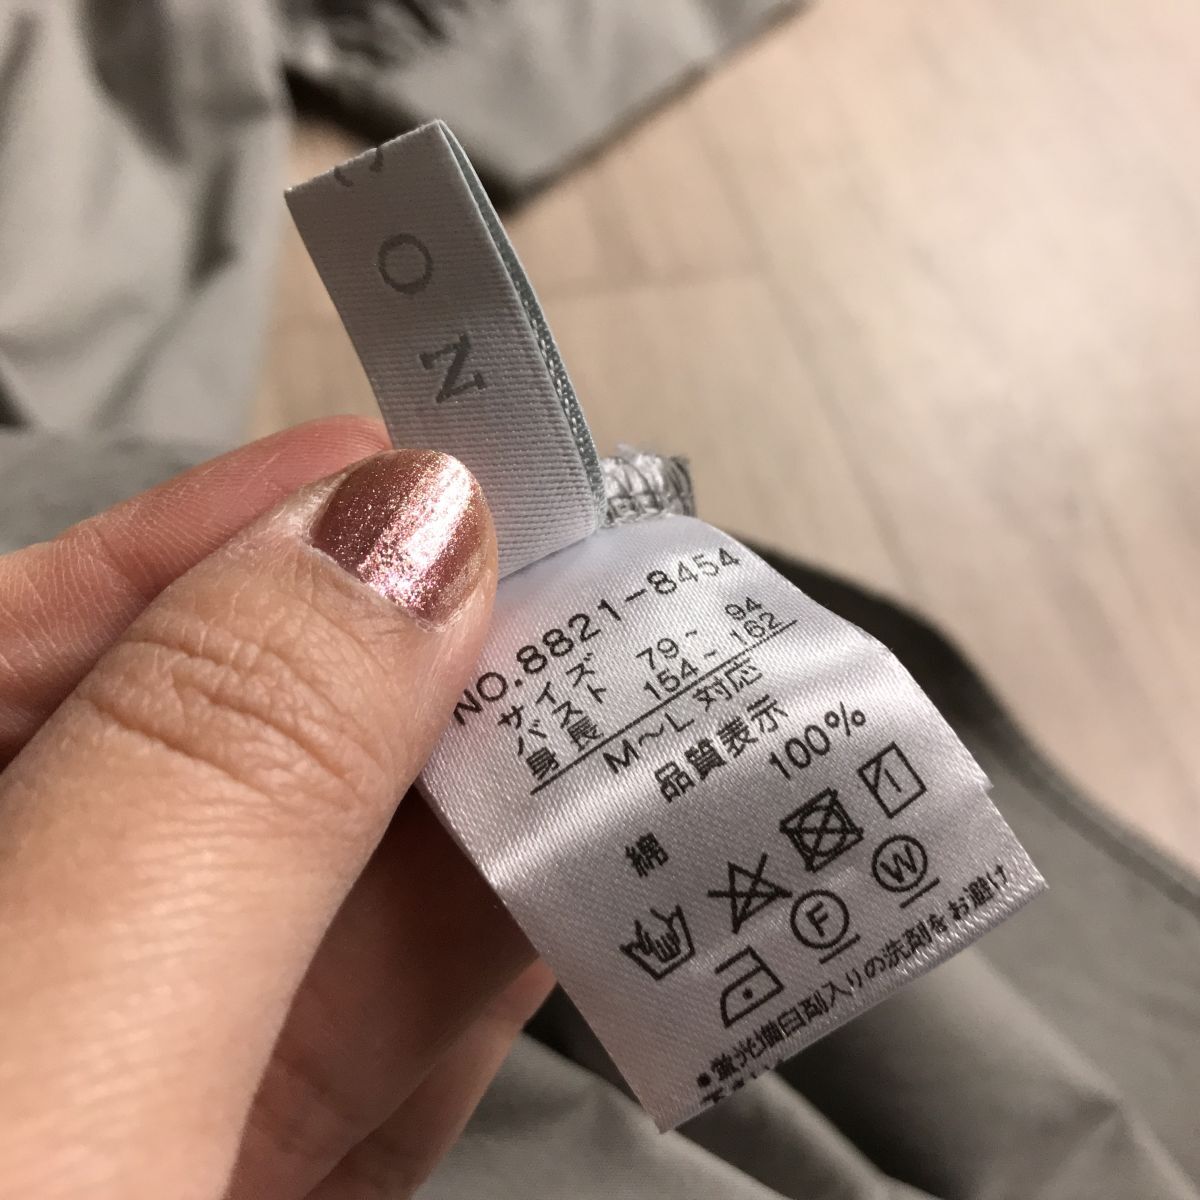 O N
NO.8821-8454
サイズ
バスト 79~ 94
身長 154~162
M~L 対応
品質表示
綿 100%
F W
•蛍光増白剤入りの洗剤をお避け